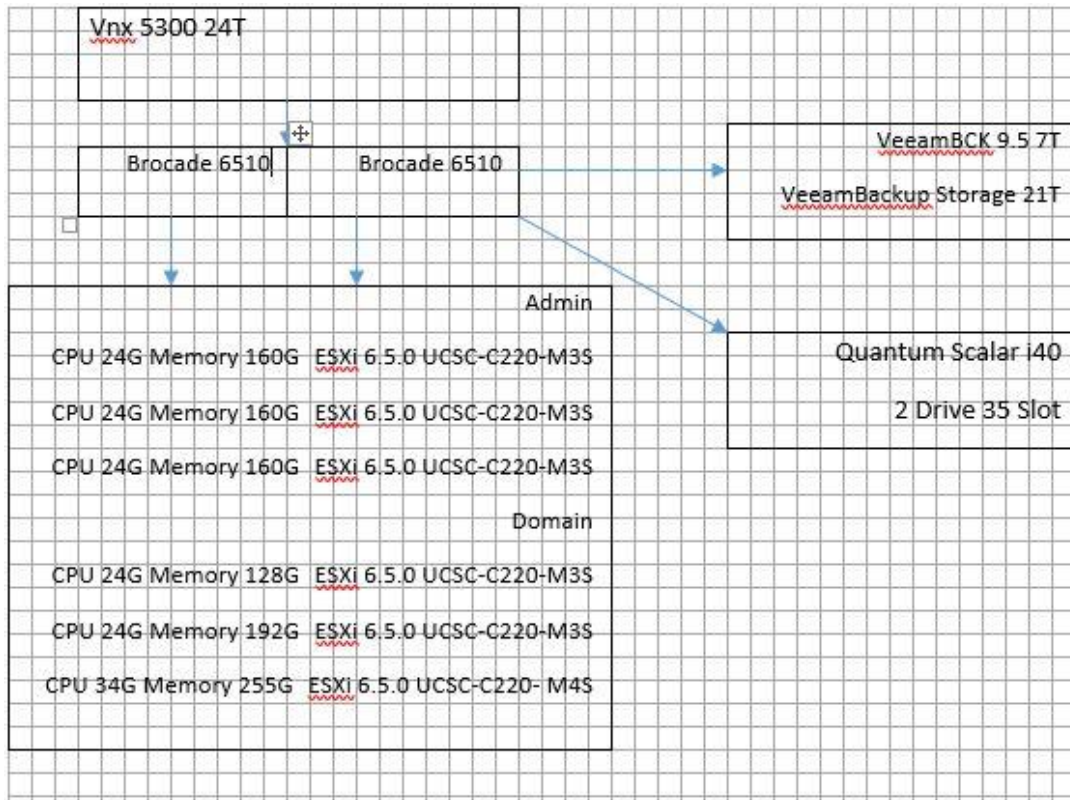 Vnx 5300 24T
Brocade 6510
Brocade 6510
VeeamBCK 9.5 7T
VeeamBackup Storage 21T
Admin
CPU 24G Memory 160G ESXi 6.5.0 UCSC-C220-M3S
CPU 24G Memory 160G ESXi 6.5.0 UCSC-C220-M3S
CPU 24G Memory 160G ESXi 6.5.0 UCSC-C220-M3S
Domain
CPU 24G Memory 128G ESXi 6.5.0 UCSC-C220-M3S
CPU 24G Memory 192G ESXi 6.5.0 UCSC-C220-M3S
CPU 34G Memory 255G ESXi 6.5.0 UCSC-C220- M4S
Quantum Scalar i40
2 Drive 35 Slot